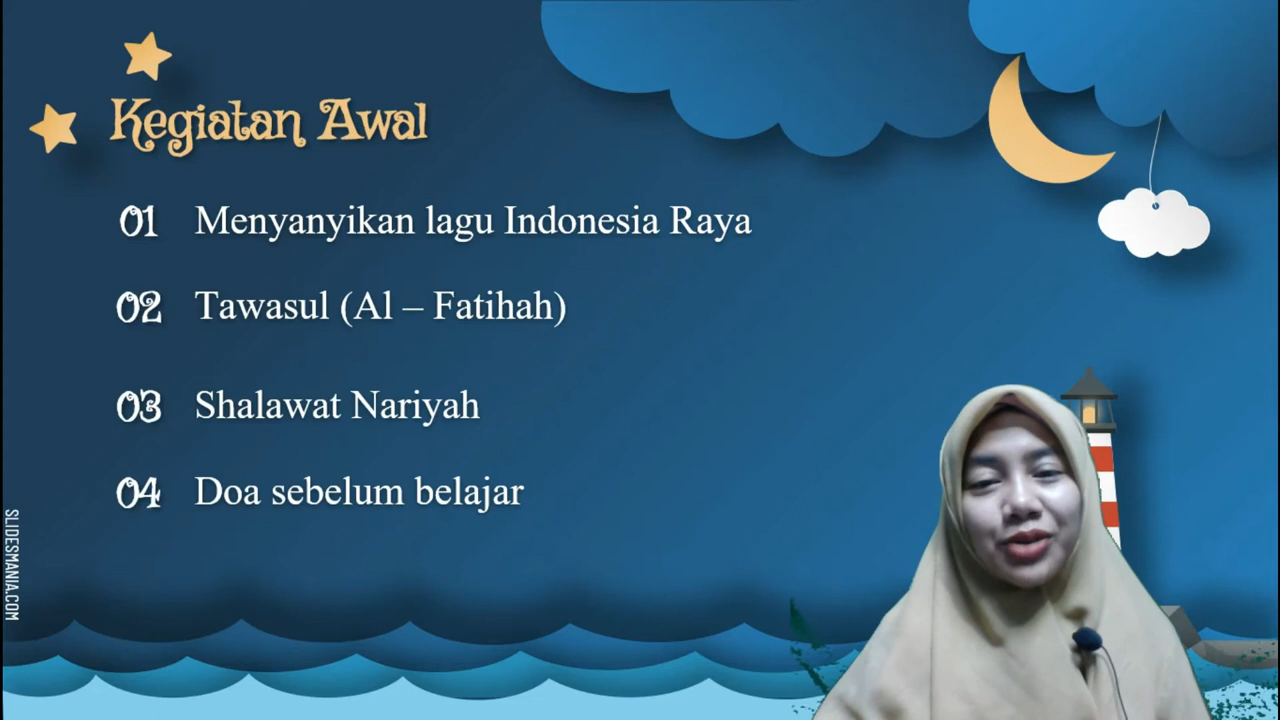 Kegiatan Awal
01 Menyanyikan lagu Indonesia Raya
02 Tawasul (Al – Fatihah)
03 Shalawat Nariyah
04 Doa sebelum belajar
SLIDESMANIA.COM